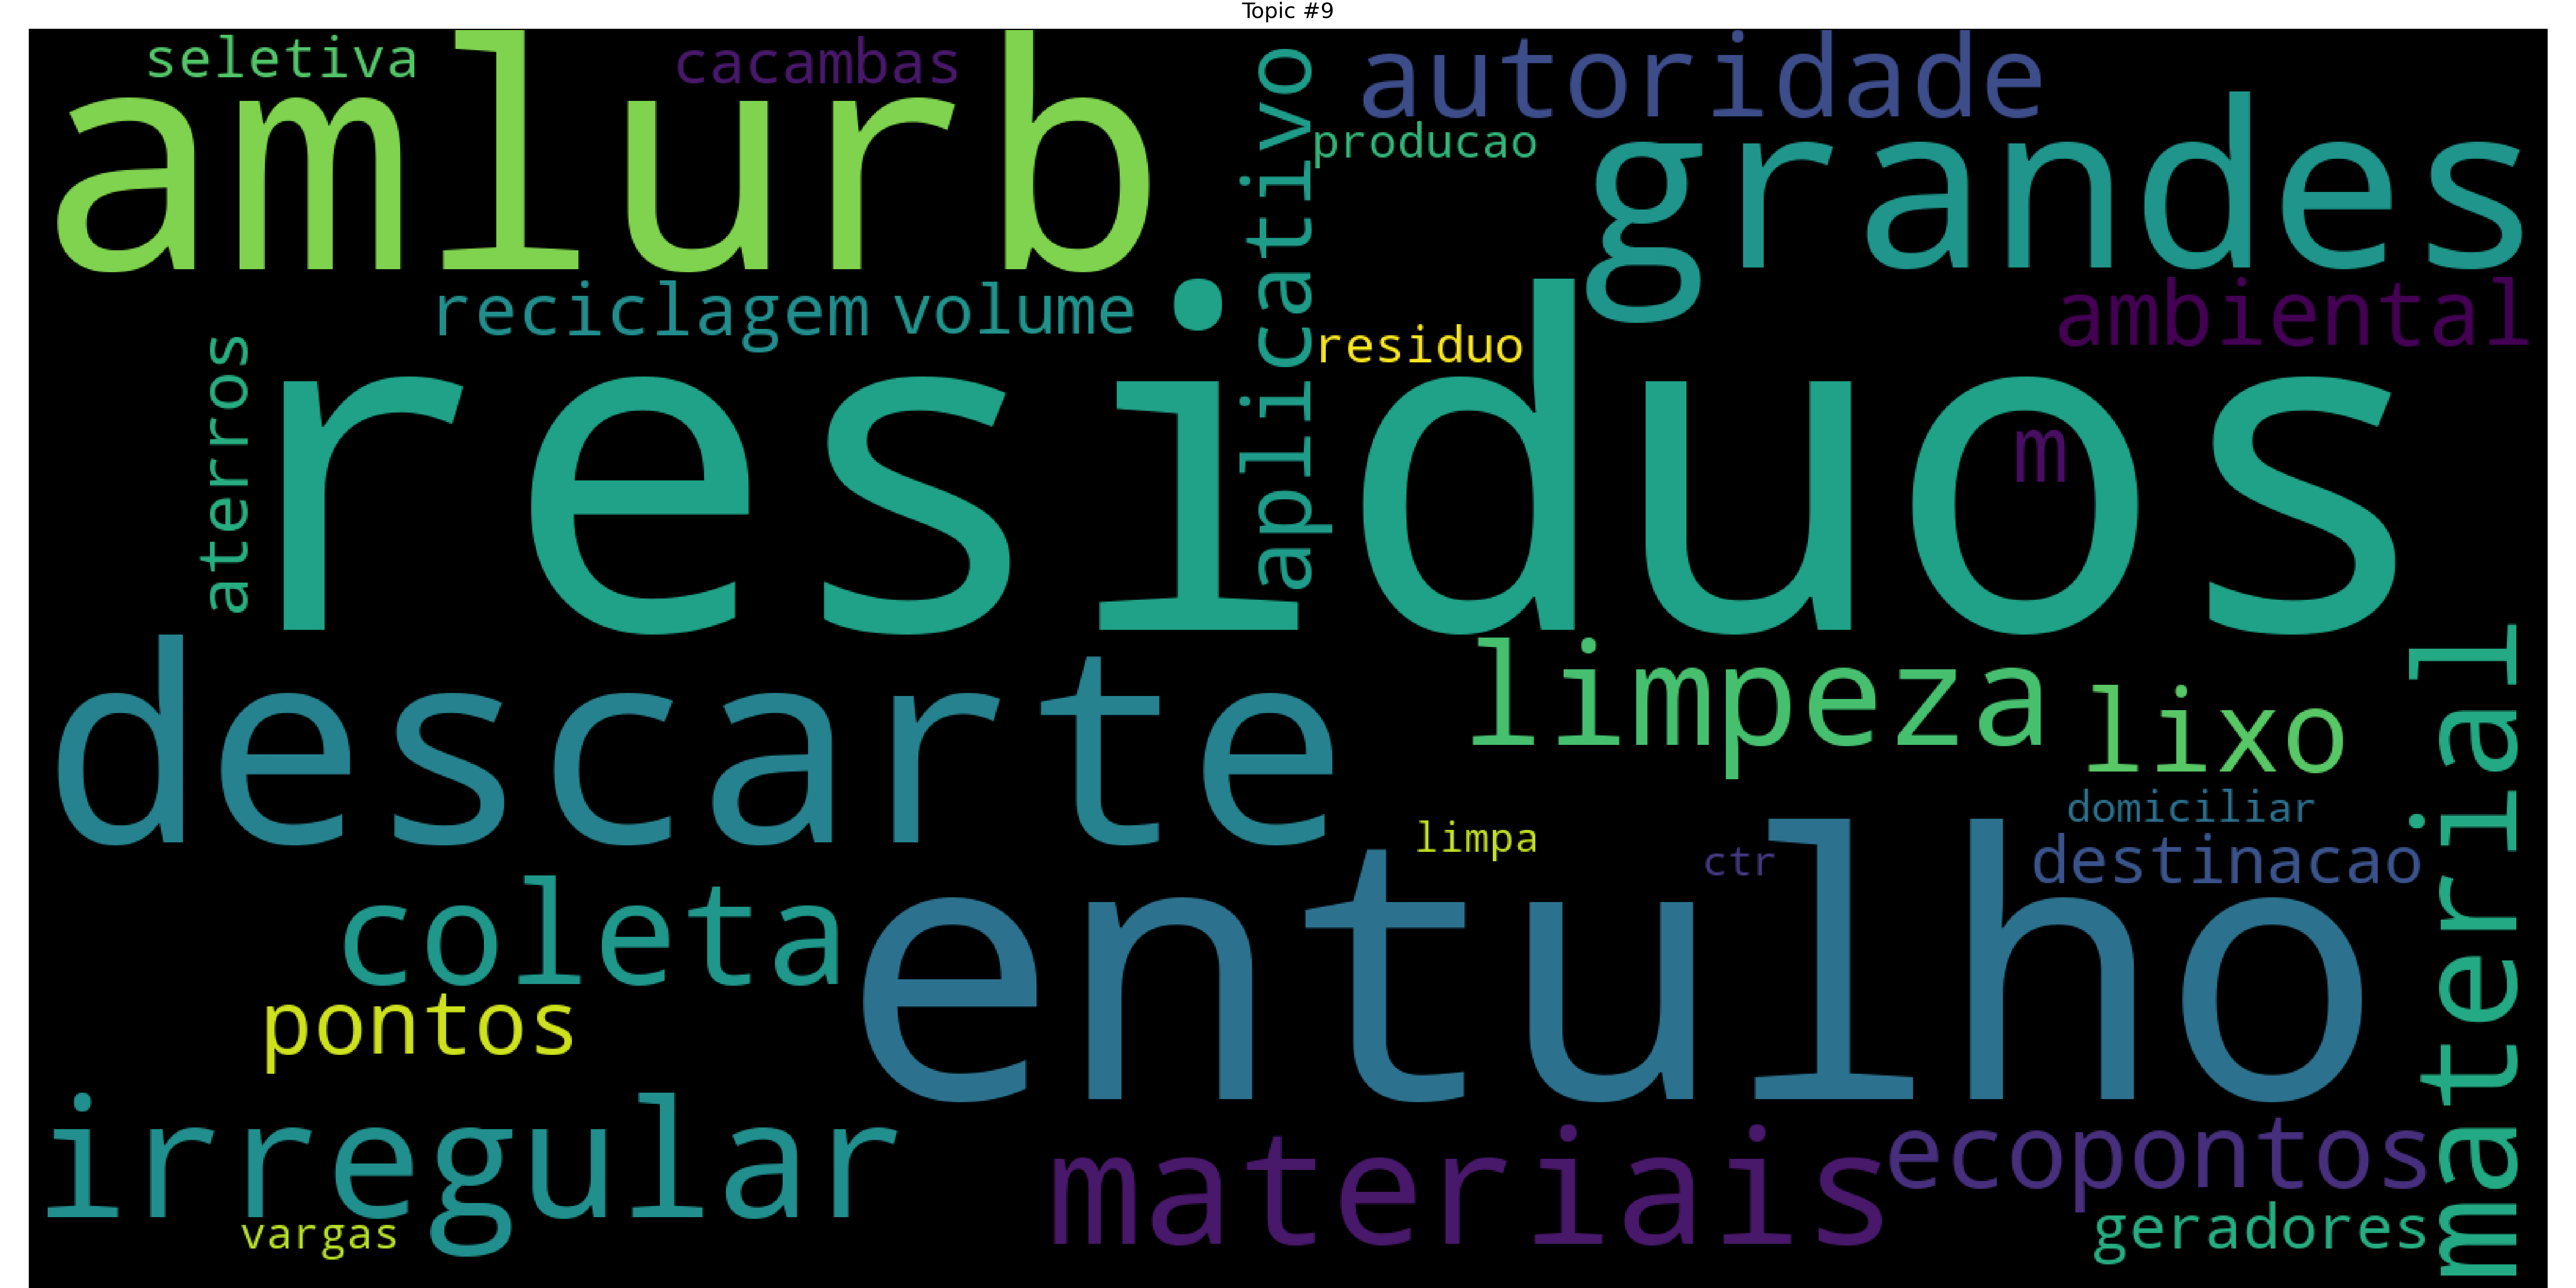 Topic #9
seletiva
cacambas
amlurb
aplicativo
autoridade
producao
grandes
reciclagem
volume
residuo
ambiental
aterros
residuos
m
descarte
limpeza
lixo
material
limpa
ctr
domiciliar
destinacao
coleta
entulho
pontos
irregular
vargas
materiais
ecopontos
geradores